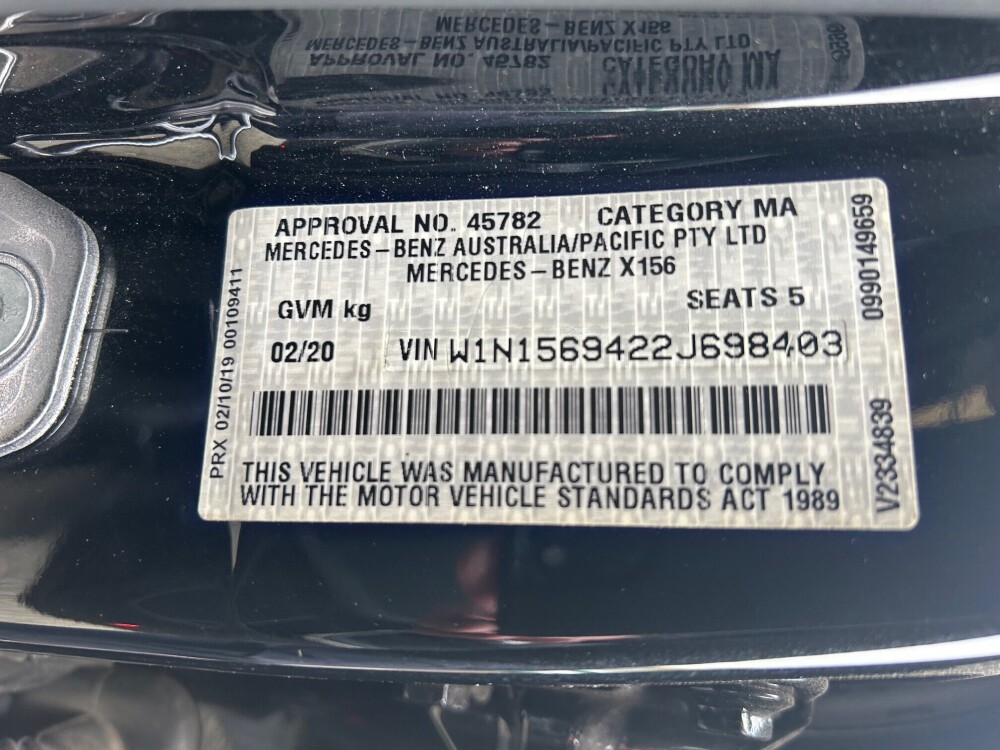 APPROVAL NO. 45782 CATEGORY MA
MERCEDES-BENZ AUSTRALIA/PACIFIC PTY LTD
MERCEDES-BENZ X156
GVM kg SEATS 5
02/20 VIN W1N1569422J698403
THIS VEHICLE WAS MANUFACTURED TO COMPLY
WITH THE MOTOR VEHICLE STANDARDS ACT 1989
PRX 02/10/19 00109411
0990149659
V2334839